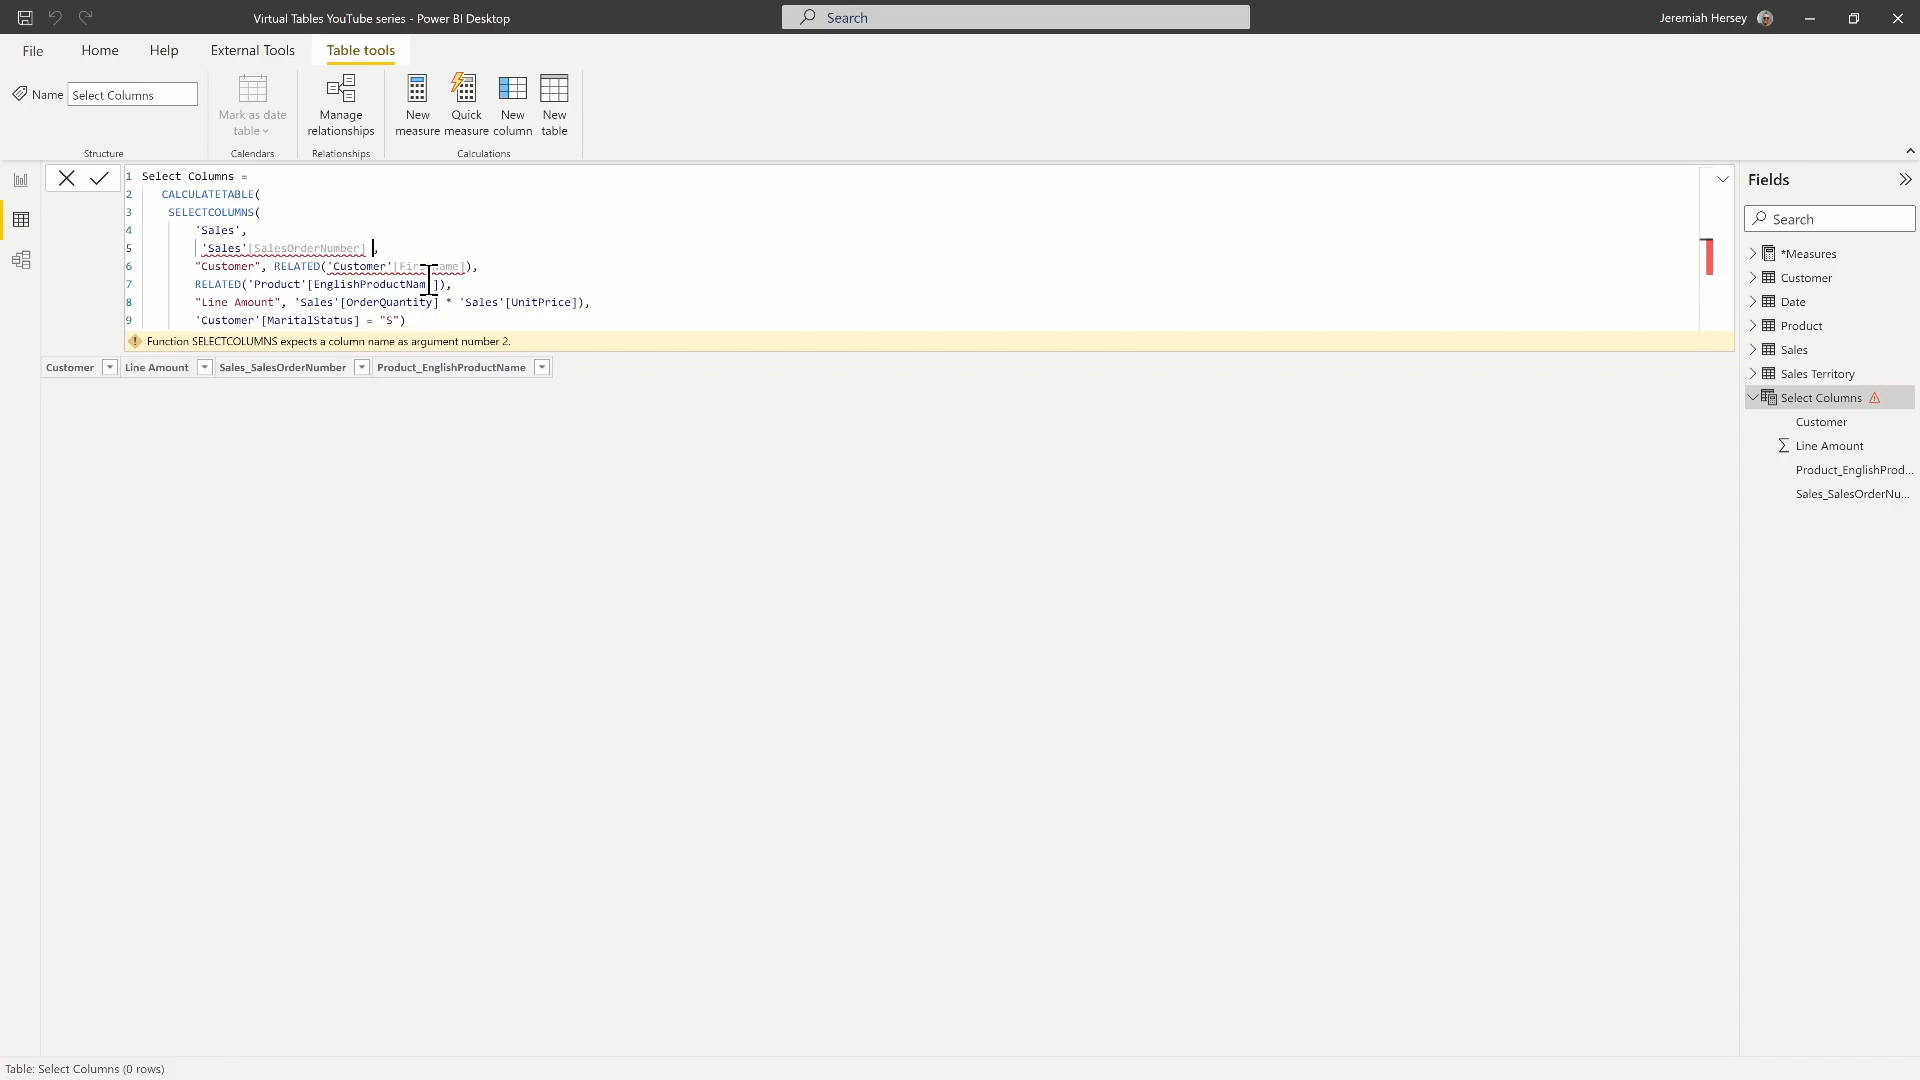 Virtual Tables YouTube series - Power BI Desktop
Search
Jeremiah Hersey
File
Home
Help
External Tools
Table tools
Name
Select Columns
Mark as date table
Manage relationships
New measure
Quick measure
New column
New table
Structure
Calendars
Relationships
Calculations
1 Select Columns =
2 CALCULATETABLE(
3 SELECTCOLUMNS(
4 'Sales',
5 'Sales'[SalesOrderNumber] ,
6 "Customer", RELATED('Customer'[FirstName]),
7 RELATED('Product'[EnglishProductName]),
8 "Line Amount", 'Sales'[OrderQuantity] * 'Sales'[UnitPrice]),
9 'Customer'[MaritalStatus] = "S")
Function SELECTCOLUMNS expects a column name as argument number 2.
Customer
Line Amount
Sales_SalesOrderNumber
Product_EnglishProductName
Fields
Search
*Measures
Customer
Date
Product
Sales
Sales Territory
Select Columns
Customer
Line Amount
Product_EnglishProd...
Sales_SalesOrderNu...
Table: Select Columns (0 rows)